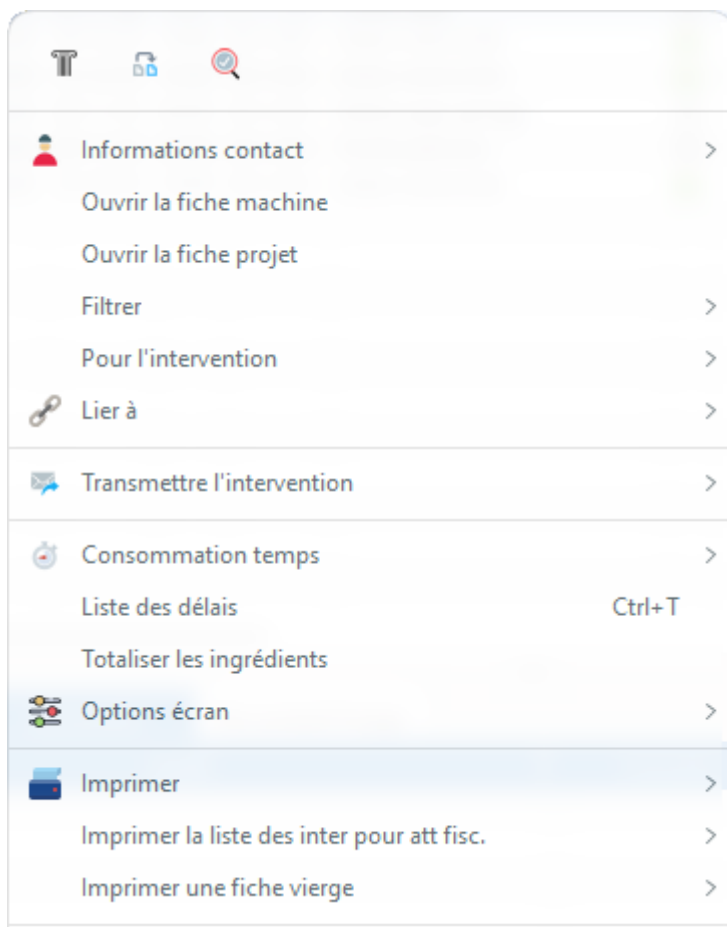 Informations contact
Ouvrir la fiche machine
Ouvrir la fiche projet
Filtrer
Pour l'intervention
Lier à
Transmettre l'intervention
Consommation temps
Liste des délais Ctrl+T
Totaliser les ingrédients
Options écran
Imprimer
Imprimer la liste des inter pour att fisc.
Imprimer une fiche vierge